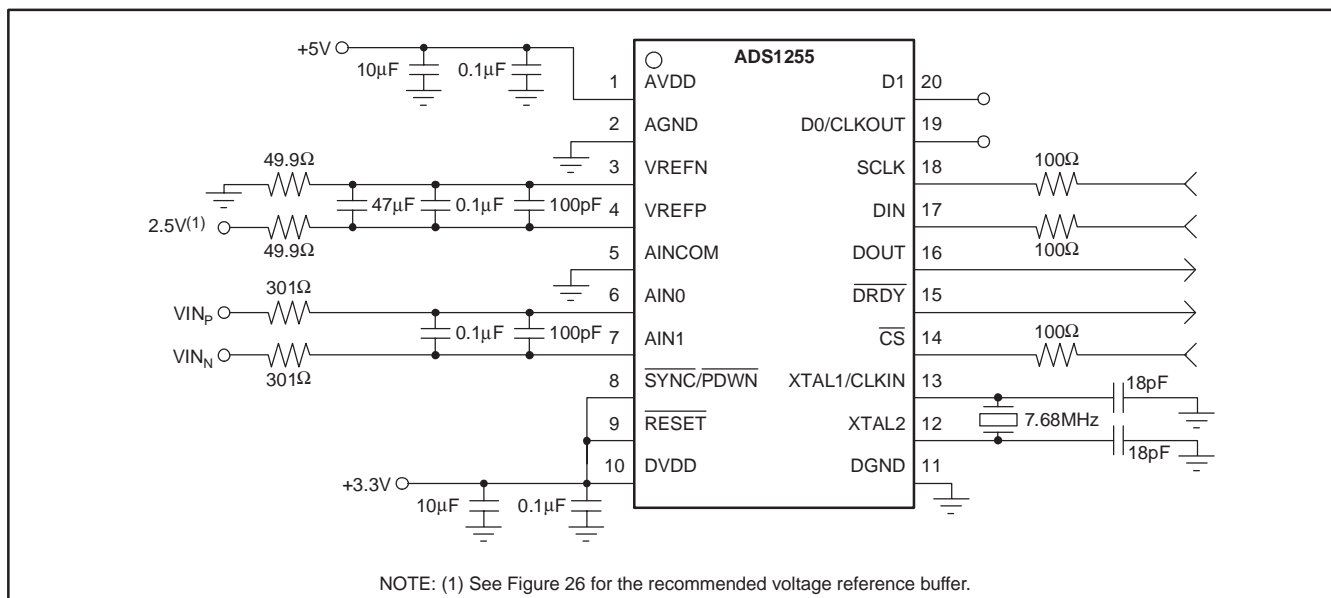 ADS1255
+5V
10μF
0.1μF
1 AVDD
D1 20
2 AGND
D0/CLKOUT 19
49.9Ω
3 VREFN
SCLK 18
100Ω
47μF
0.1μF
100pF
2.5V(1)
4 VREFP
DIN 17
49.9Ω
100Ω
5 AINCOM
DOUT 16
301Ω
VINP
6 AIN0
DRDY 15
0.1μF
100pF
VINN
7 AIN1
CS 14
301Ω
100Ω
8 SYNC/PDWN
XTAL1/CLKIN 13
18pF
9 RESET
XTAL2 12
7.68MHz
10 DVDD
DGND 11
18pF
+3.3V
10μF
0.1μF
NOTE: (1) See Figure 26 for the recommended voltage reference buffer.